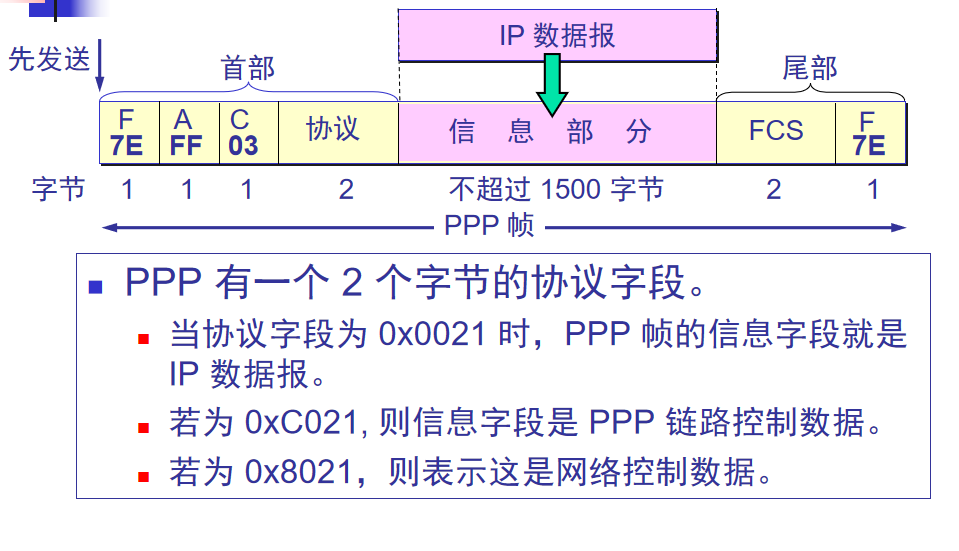 IP 数据报
先发送
首部
尾部
F A C 协议 信 息 部 分 FCS F
7E FF 03 7E
字节 1 1 1 2 不超过 1500 字节 2 1
PPP 帧
PPP 有一个 2 个字节的协议字段。
当协议字段为 0x0021 时，PPP 帧的信息字段就是
IP 数据报。
若为 0xC021, 则信息字段是 PPP 链路控制数据。
若为 0x8021，则表示这是网络控制数据。